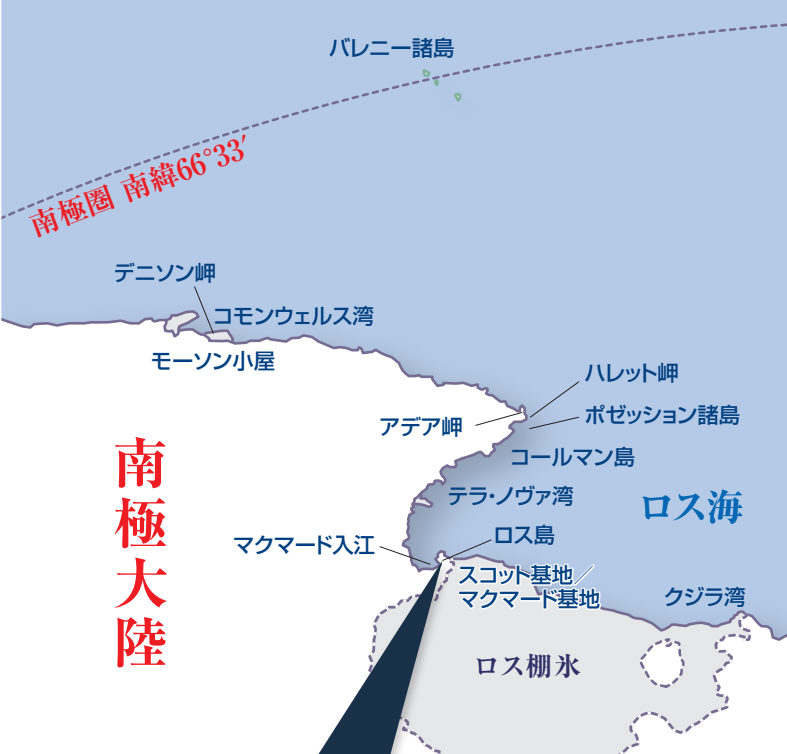 バレニー諸島
南極圏 南緯66°33′
デニソン岬
コモンウェルス湾
モーソン小屋
ハレット岬
ポゼッション諸島
アデア岬
コールマン島
テラ・ノヴァ湾
ロス海
南極大陸
マクマード入江
ロス島
スコット基地／
マクマード基地
クジラ湾
ロス棚氷